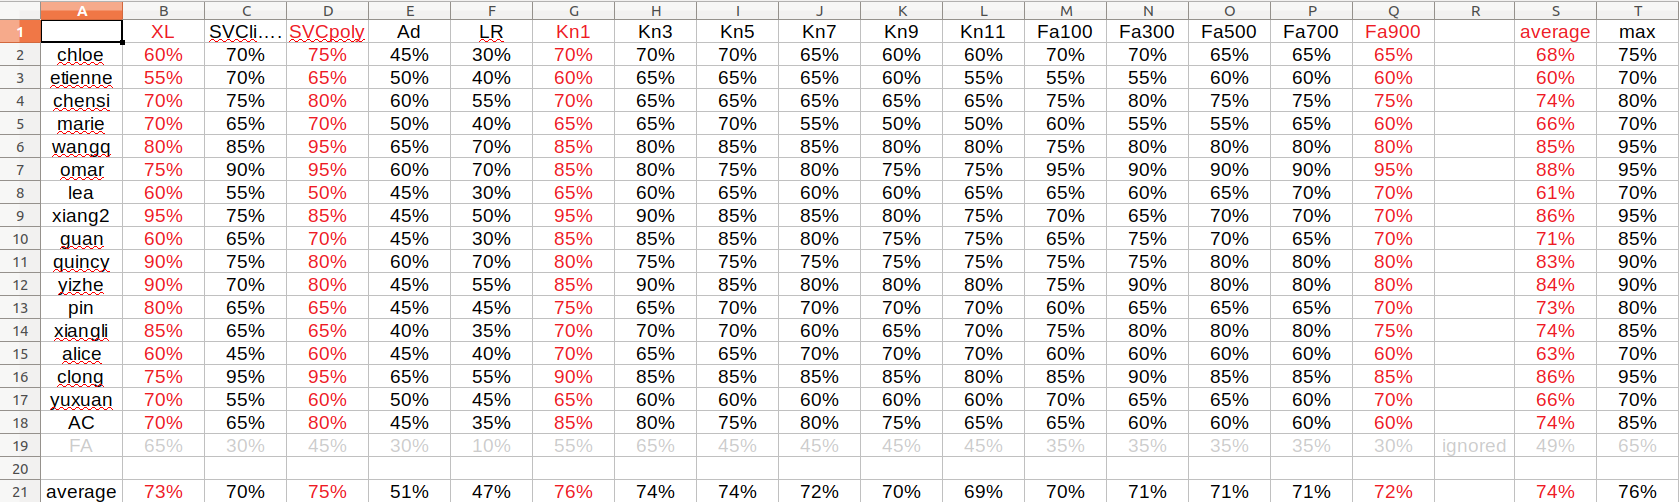 A B C D E F G H I J K L M N O P Q R S T
1 XL SVCli.... SVCpoly Ad LR Kn1 Kn3 Kn5 Kn7 Kn9 Kn11 Fa100 Fa300 Fa500 Fa700 Fa900 average max
2 chloe 60% 70% 75% 45% 30% 70% 70% 70% 65% 60% 60% 70% 70% 65% 65% 65% 68% 75%
3 etienne 55% 70% 65% 50% 40% 60% 65% 65% 65% 60% 55% 55% 55% 60% 60% 60% 60% 70%
4 chensi 70% 75% 80% 60% 55% 70% 65% 65% 65% 65% 65% 75% 80% 75% 75% 75% 74% 80%
5 marie 70% 65% 70% 50% 40% 65% 65% 70% 55% 50% 50% 60% 55% 55% 65% 60% 66% 70%
6 wangq 80% 85% 95% 65% 70% 85% 80% 85% 85% 80% 80% 75% 80% 80% 80% 80% 85% 95%
7 omar 75% 90% 95% 60% 70% 85% 80% 75% 80% 75% 75% 95% 90% 90% 90% 95% 88% 95%
8 lea 60% 55% 50% 45% 30% 65% 60% 65% 60% 60% 65% 65% 60% 65% 70% 70% 61% 70%
9 xiang2 95% 75% 85% 45% 50% 95% 90% 85% 85% 80% 75% 70% 65% 70% 70% 70% 86% 95%
10 guan 60% 65% 70% 45% 30% 85% 85% 85% 80% 75% 75% 65% 75% 70% 65% 70% 71% 85%
11 quincy 90% 75% 80% 60% 70% 80% 75% 75% 75% 75% 75% 75% 75% 80% 80% 80% 83% 90%
12 yizhe 90% 70% 80% 45% 55% 85% 90% 85% 80% 80% 80% 75% 90% 80% 80% 80% 84% 90%
13 pin 80% 65% 65% 45% 45% 75% 65% 70% 70% 70% 70% 60% 65% 65% 65% 70% 73% 80%
14 xiangli 85% 65% 65% 40% 35% 70% 70% 70% 60% 65% 70% 75% 80% 80% 80% 75% 74% 85%
15 alice 60% 45% 60% 45% 40% 70% 65% 65% 70% 70% 70% 60% 60% 60% 60% 60% 63% 70%
16 clong 75% 95% 95% 65% 55% 90% 85% 85% 85% 85% 80% 85% 90% 85% 85% 85% 86% 95%
17 yuxuan 70% 55% 60% 50% 45% 65% 60% 60% 60% 60% 60% 70% 65% 65% 60% 70% 66% 70%
18 AC 70% 65% 80% 45% 35% 85% 80% 75% 80% 75% 65% 65% 60% 60% 60% 60% 74% 85%
19 FA 65% 30% 45% 30% 10% 55% 65% 45% 45% 45% 45% 35% 35% 35% 35% 30% ignored 49% 65%
20
21 average 73% 70% 75% 51% 47% 76% 74% 74% 72% 70% 69% 70% 71% 71% 71% 72% 74% 76%